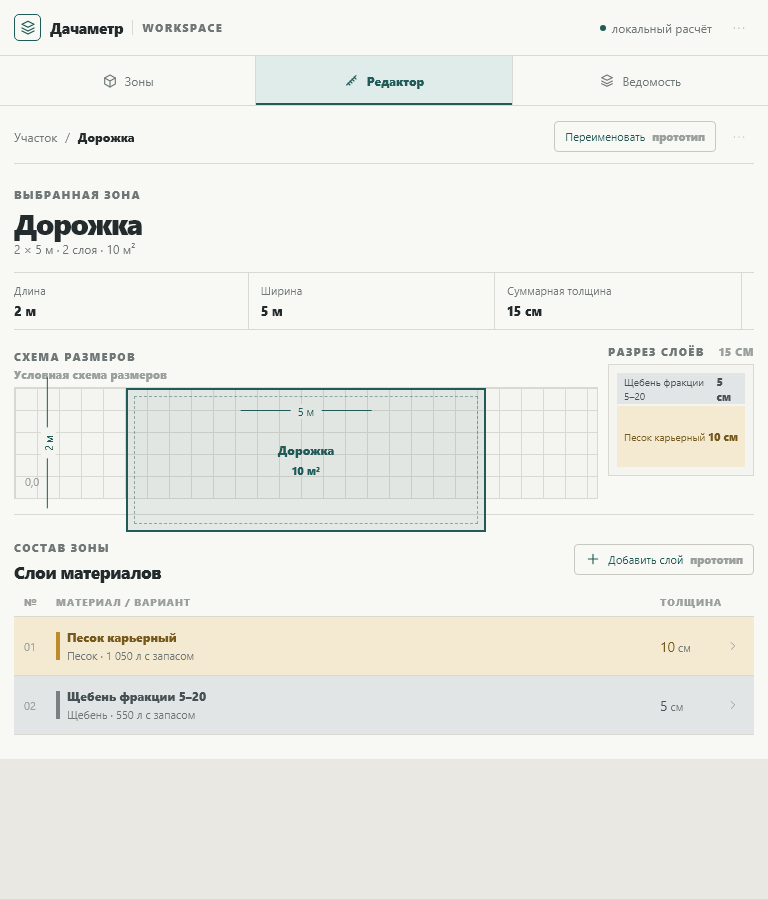 Дачаметр WORKSPACE
локальный расчёт ...
Зоны
Редактор
Ведомость
Участок / Дорожка
Переименовать прототип ...
ВЫБРАННАЯ ЗОНА
Дорожка
2 × 5 м · 2 слоя · 10 м²
Длина
2 м
Ширина
5 м
Суммарная толщина
15 см
СХЕМА РАЗМЕРОВ
Условная схема размеров
5 м
2 м
Дорожка
10 м²
0,0
РАЗРЕЗ СЛОЁВ 15 СМ
Щебень фракции 5
5–20 см
Песок карьерный 10 см
СОСТАВ ЗОНЫ
Слои материалов
Добавить слой прототип
№ МАТЕРИАЛ / ВАРИАНТ ТОЛЩИНА
01 Песок карьерный 10 см
Песок · 1 050 л с запасом
02 Щебень фракции 5–20 5 см
Щебень · 550 л с запасом